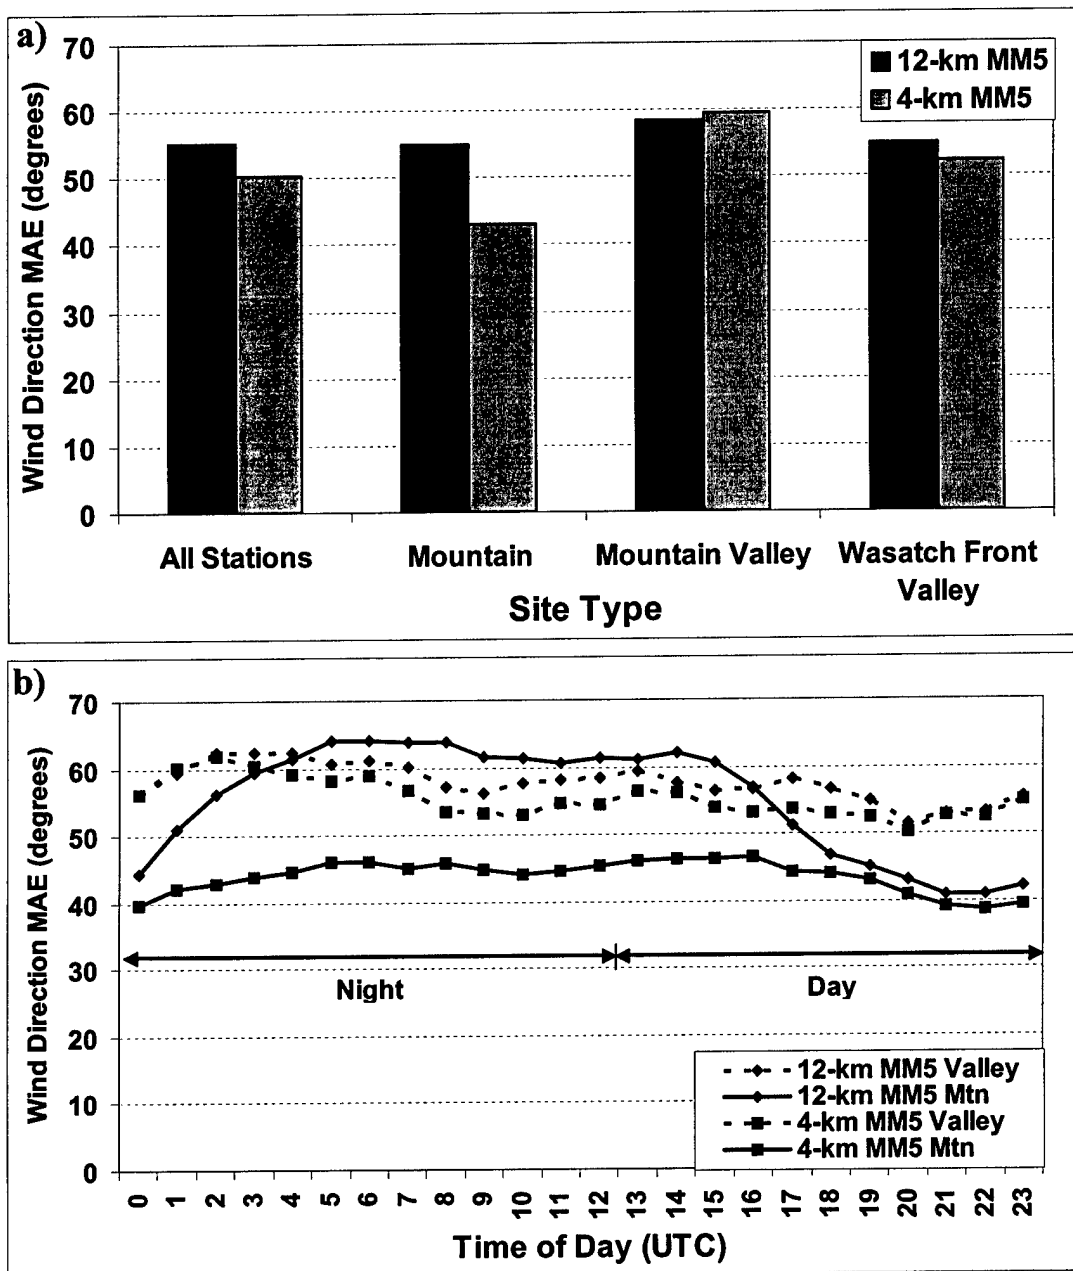 a)
70
60
50
40
30
20
10
0
Wind Direction MAE (degrees)
12-km MM5
4-km MM5
All Stations
Mountain
Mountain Valley
Wasatch Front
Valley
Site Type
b)
70
60
50
40
30
20
10
0
Wind Direction MAE (degrees)
Night
Day
12-km MM5 Valley
12-km MM5 Mtn
4-km MM5 Valley
4-km MM5 Mtn
0 1 2 3 4 5 6 7 8 9 10 11 12 13 14 15 16 17 18 19 20 21 22 23
Time of Day (UTC)